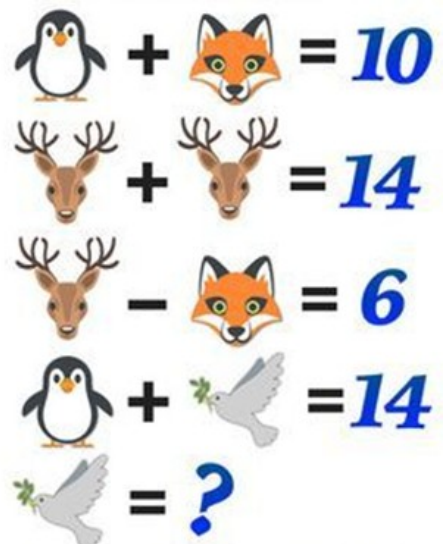 + = 10
+ = 14
- = 6
+ = 14
= ?